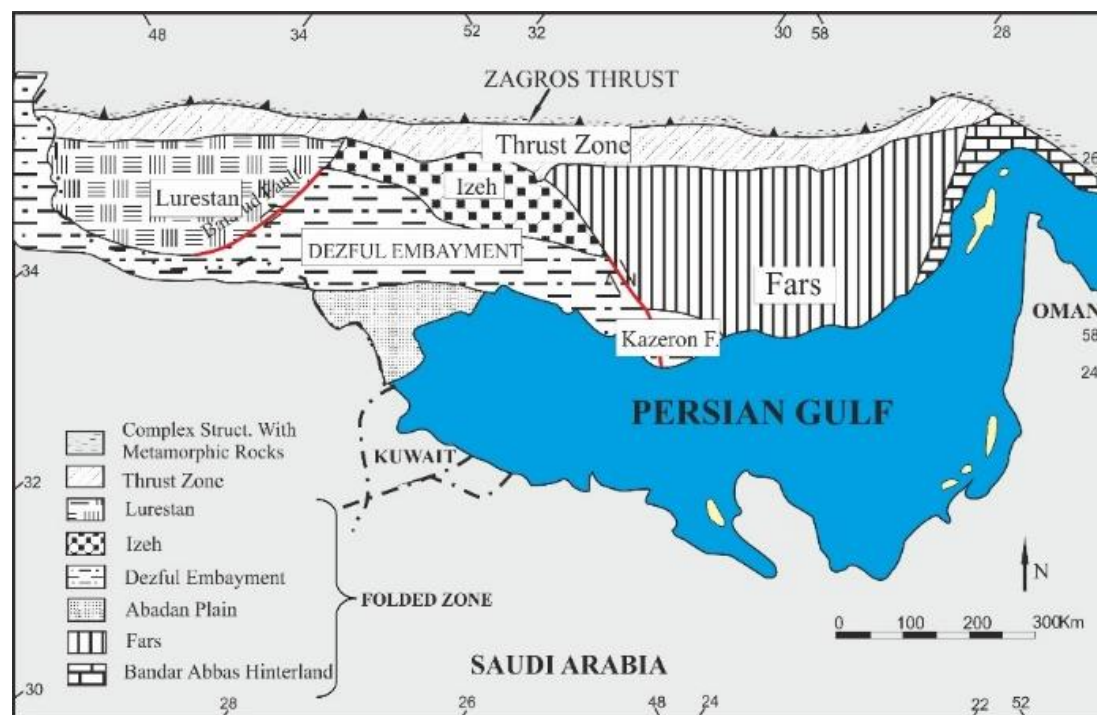 48
34
52
32
30
58
28
ZAGROS THRUST
Thrust Zone
26
Izeh
Lurestan
Fault
DEZFUL EMBAYMENT
34
Fars
OMAN
58
Kazeron F.
24
PERSIAN GULF
Complex Struct. With
Metamorphic Rocks
KUWAIT
Thrust Zone
32
Lurestan
Izeh
Dezful Embayment
N
FOLDED ZONE
Abadan Plain
0 100 200 300Km
Fars
SAUDI ARABIA
Bandar Abbas Hinterland
30
28
26
48
24
22
52